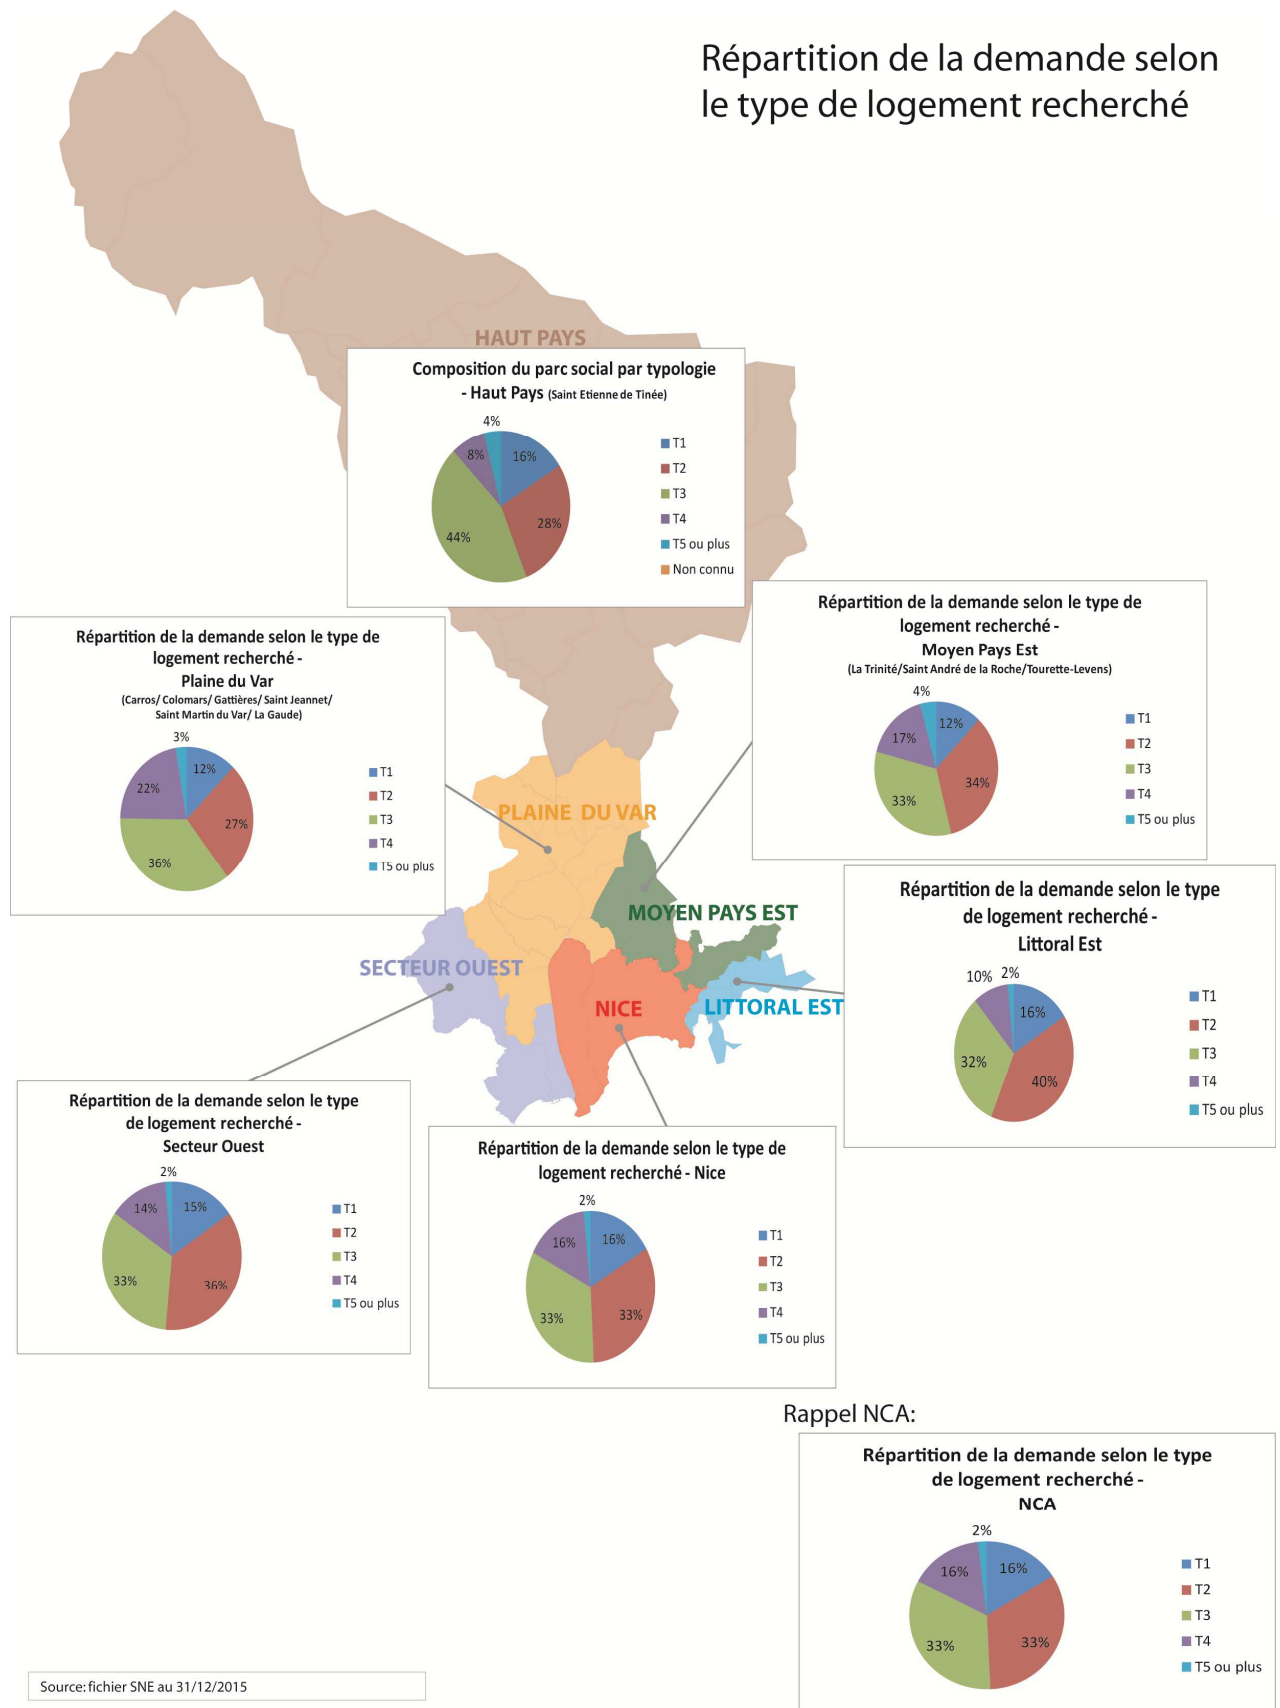 Répartition de la demande selon
le type de logement recherché
HAUT PAYS
Composition du parc social par typologie
- Haut Pays (Saint Etienne de Tinée)
4%
8%
16%
28%
44%
T1
T2
T3
T4
T5 ou plus
Non connu
Répartition de la demande selon le type de
logement recherché -
Plaine du Var
(Carros/ Colomars/ Gattières/ Saint Jeannet/
Saint Martin du Var/ La Gaude)
3%
12%
22%
27%
36%
T1
T2
T3
T4
T5 ou plus
Répartition de la demande selon le type de
logement recherché -
Moyen Pays Est
(La Trinité/Saint André de la Roche/Tourette-Levens)
4%
12%
17%
34%
33%
T1
T2
T3
T4
T5 ou plus
PLAINE DU VAR
MOYEN PAYS EST
SECTEUR OUEST
NICE
LITTORAL EST
Répartition de la demande selon le type
de logement recherché -
Littoral Est
10%
2%
16%
32%
40%
T1
T2
T3
T4
T5 ou plus
Répartition de la demande selon le type
de logement recherché -
Secteur Ouest
2%
14%
15%
33%
36%
T1
T2
T3
T4
T5 ou plus
Répartition de la demande selon le type de
logement recherché - Nice
2%
16%
16%
33%
33%
T1
T2
T3
T4
T5 ou plus
Rappel NCA:
Répartition de la demande selon le type
de logement recherché -
NCA
2%
16%
16%
33%
33%
T1
T2
T3
T4
T5 ou plus
Source: fichier SNE au 31/12/2015